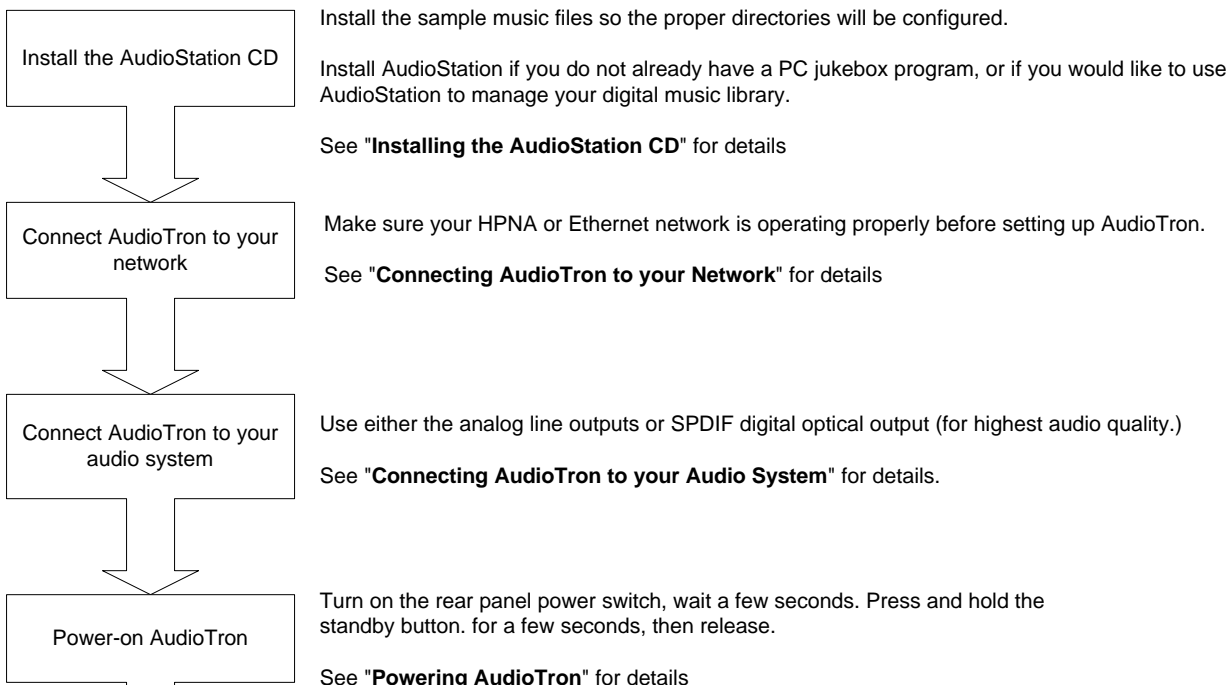 Install the AudioStation CD
Install the sample music files so the proper directories will be configured.
Install AudioStation if you do not already have a PC jukebox program, or if you would like to use
AudioStation to manage your digital music library.
See "Installing the AudioStation CD" for details
Connect AudioTron to your
network
Make sure your HPNA or Ethernet network is operating properly before setting up AudioTron.
See "Connecting AudioTron to your Network" for details
Connect AudioTron to your
audio system
Use either the analog line outputs or SPDIF digital optical output (for highest audio quality.)
See "Connecting AudioTron to your Audio System" for details.
Power-on AudioTron
Turn on the rear panel power switch, wait a few seconds. Press and hold the
standby button. for a few seconds, then release.
See "Powering AudioTron" for details